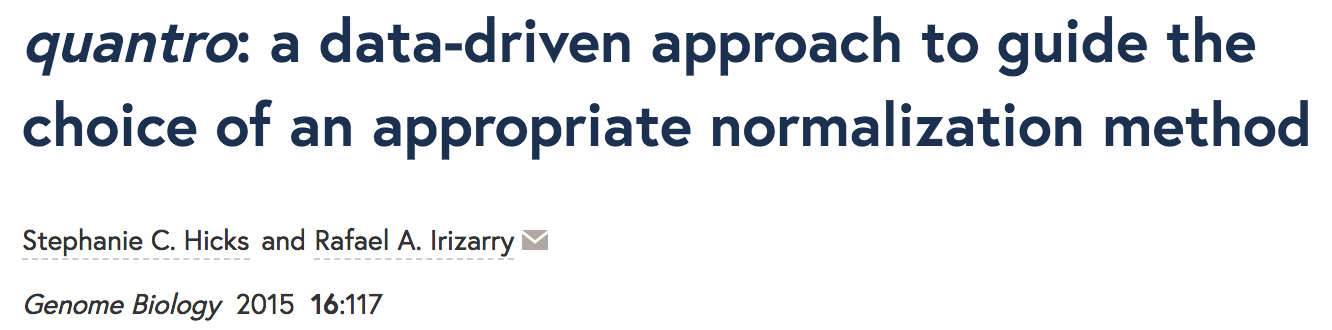 quantro: a data-driven approach to guide the
choice of an appropriate normalization method
Stephanie C. Hicks and Rafael A. Irizarry
Genome Biology 2015 16:117